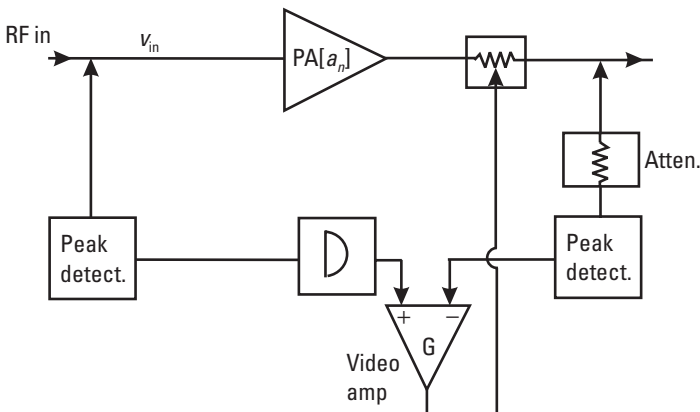 RF in
v_in
PA[a_n]
Atten.
Peak
detect.
D
Peak
detect.
+
−
G
Video
amp